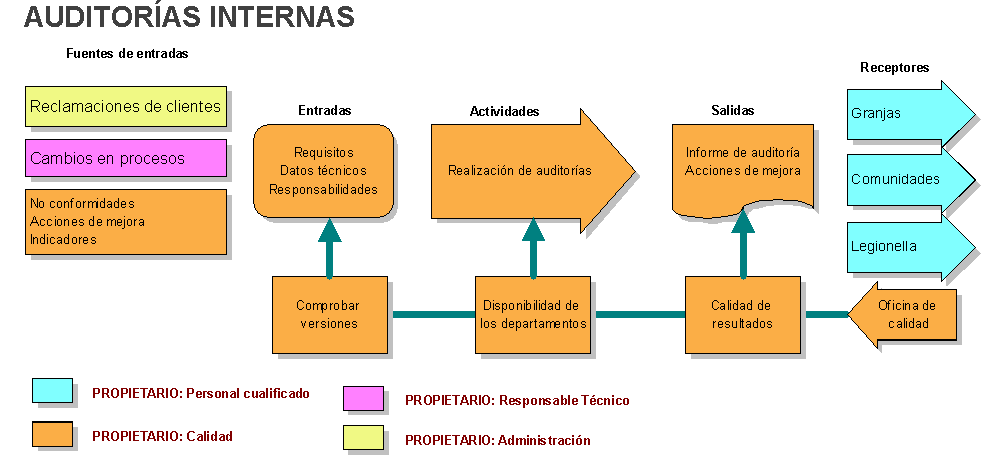 AUDITORÍAS INTERNAS
Fuentes de entradas
Reclamaciones de clientes
Cambios en procesos
No conformidades
Acciones de mejora
Indicadores
Entradas
Requisitos
Datos técnicos
Responsabilidades
Actividades
Realización de auditorías
Salidas
Informe de auditoría
Acciones de mejora
Receptores
Granjas
Comunidades
Legionella
Comprobar
versiones
Disponibilidad de
los departamentos
Calidad de
resultados
Oficina de
calidad
PROPIETARIO: Personal cualificado
PROPIETARIO: Responsable Técnico
PROPIETARIO: Calidad
PROPIETARIO: Administración